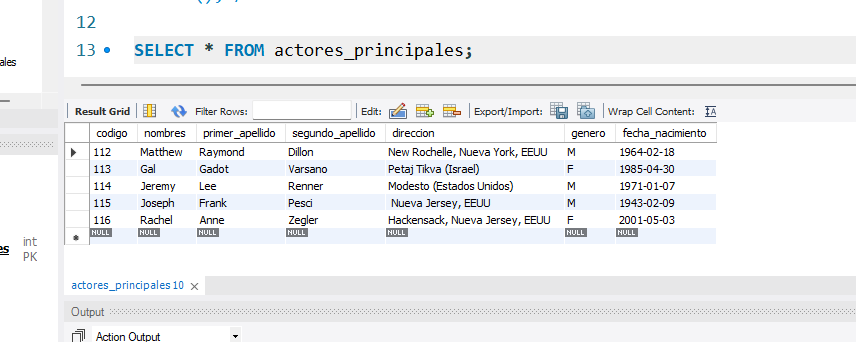 12
13 SELECT * FROM actores_principales;
ales
Result Grid Filter Rows: Edit: Export/Import: Wrap Cell Content:
codigo nombres primer_apellido segundo_apellido direccion genero fecha_nacimiento
112 Matthew Raymond Dillon New Rochelle, Nueva York, EEUU M 1964-02-18
113 Gal Gadot Varsano Petaj Tikva (Israel) F 1985-04-30
114 Jeremy Lee Renner Modesto (Estados Unidos) M 1971-01-07
115 Joseph Frank Pesci Nueva Jersey, EEUU M 1943-02-09
116 Rachel Anne Zegler Hackensack, Nueva Jersey, EEUU F 2001-05-03
NULL NULL NULL NULL NULL NULL NULL
es int
PK
actores_principales 10
Output
Action Output